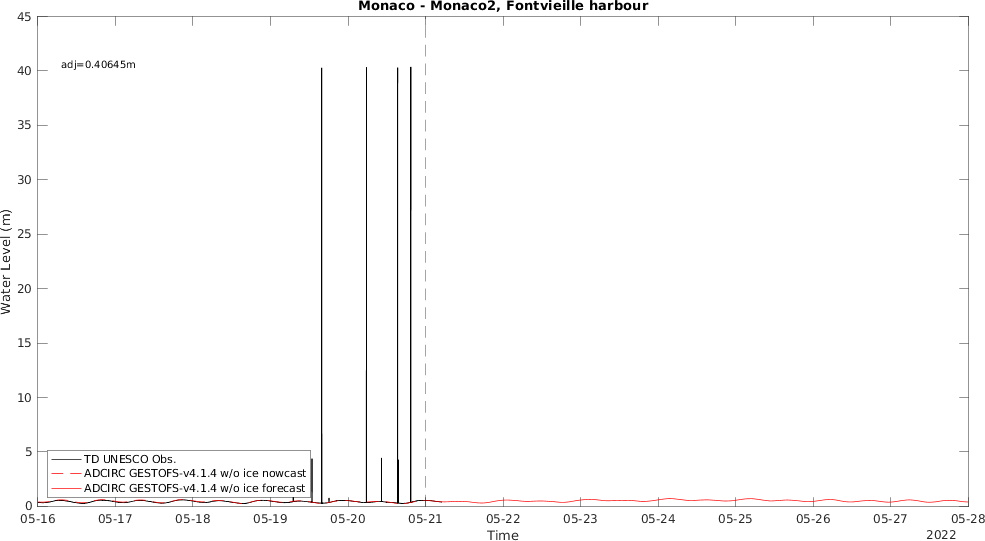 Monaco - Monaco2, Fontvieille harbour
45
40
35
30
25
20
15
10
5
0
Water Level (m)
adj=0.40645m
TD UNESCO Obs.
ADCIRC GESTOFS-v4.1.4 w/o ice nowcast
ADCIRC GESTOFS-v4.1.4 w/o ice forecast
05-16 05-17 05-18 05-19 05-20 05-21 05-22 05-23 05-24 05-25 05-26 05-27 05-28
Time
2022